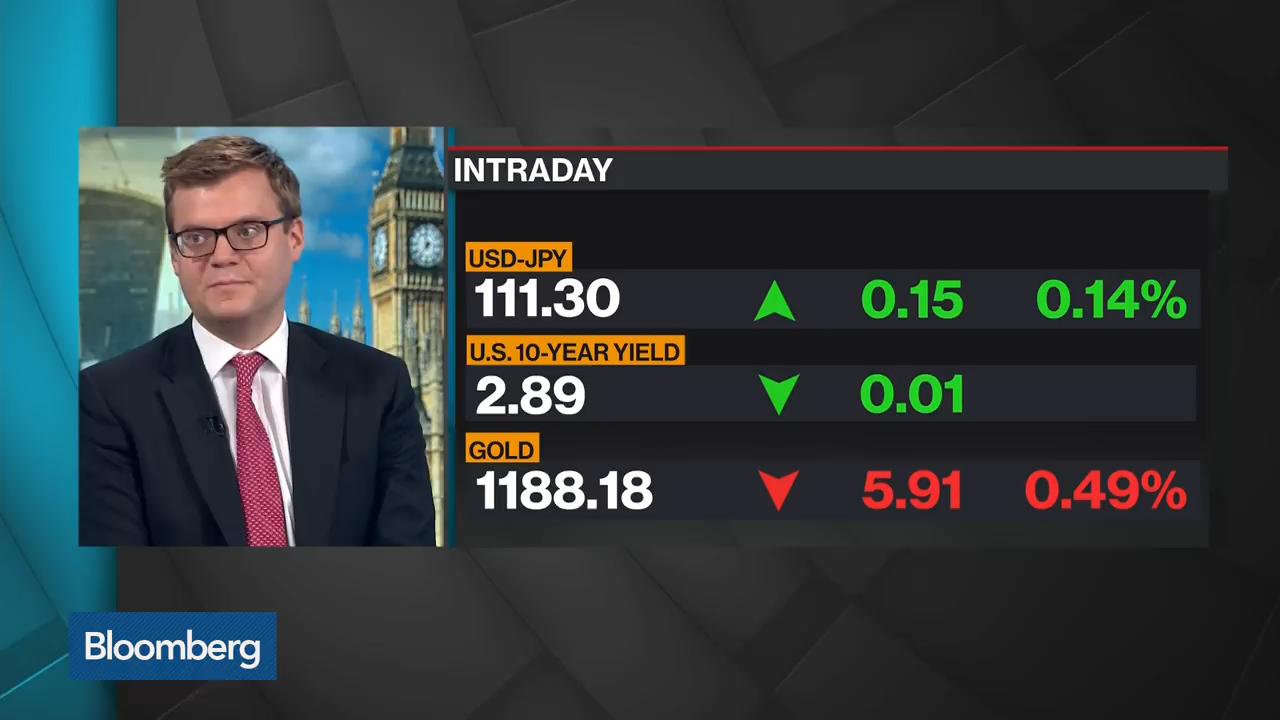 INTRADAY
USD-JPY
111.30 ▲ 0.15 0.14%
U.S. 10-YEAR YIELD
2.89 ▼ 0.01
GOLD
1188.18 ▼ 5.91 0.49%
Bloomberg